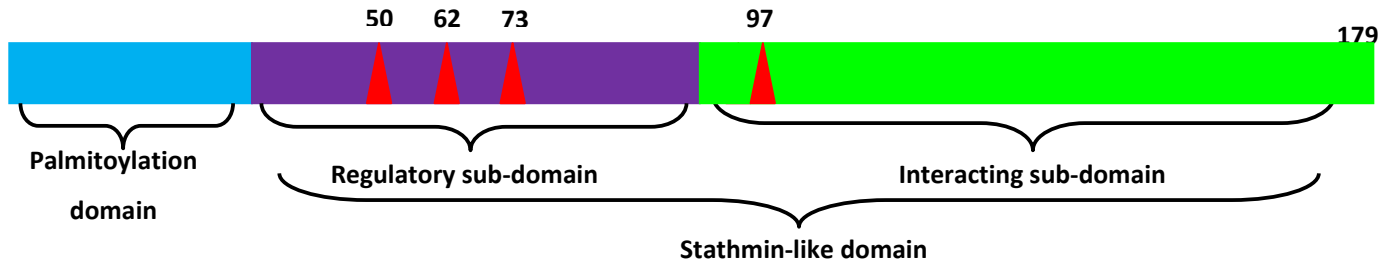 50 62 73 97 179
Palmitoylation
domain
Regulatory sub-domain
Interacting sub-domain
Stathmin-like domain